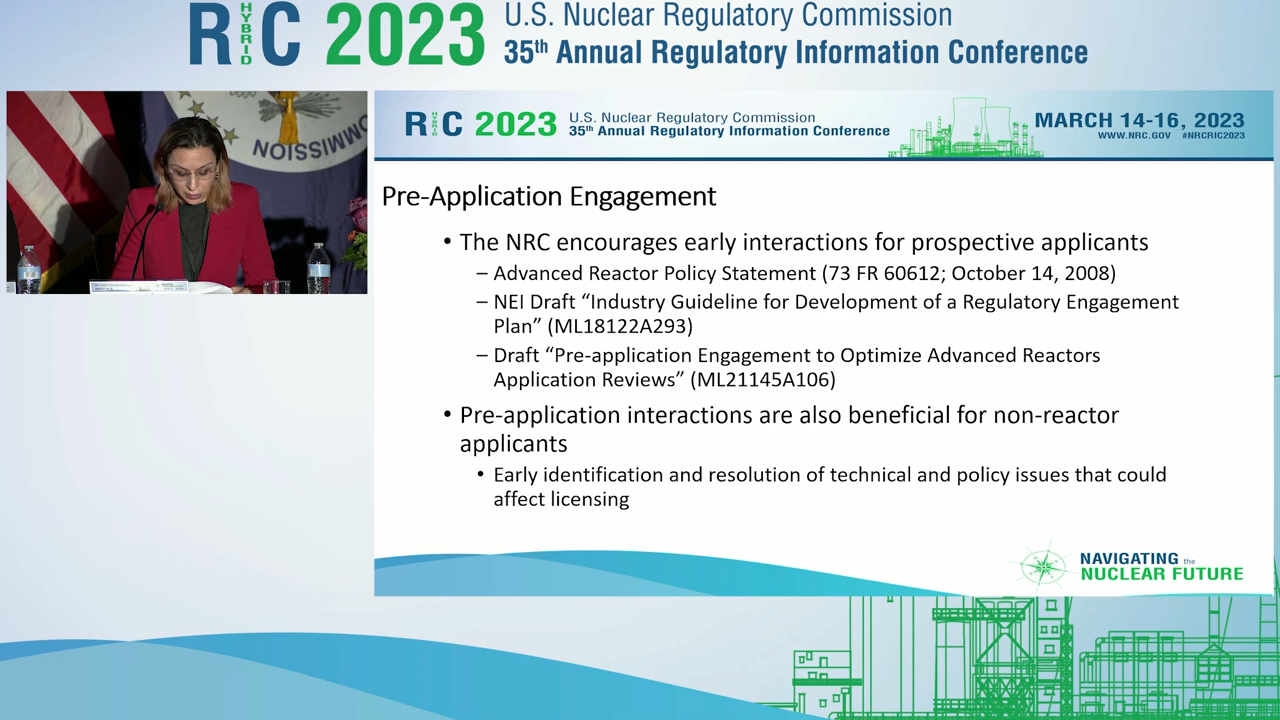 RIC 2023
HYBRID
U.S. Nuclear Regulatory Commission
35th Annual Regulatory Information Conference
MMISSION
RIC 2023
HYBRID
U.S. Nuclear Regulatory Commission
35th Annual Regulatory Information Conference
MARCH 14-16, 2023
WWW.NRC.GOV #NRCRIC2023
Pre-Application Engagement
• The NRC encourages early interactions for prospective applicants
– Advanced Reactor Policy Statement (73 FR 60612; October 14, 2008)
– NEI Draft “Industry Guideline for Development of a Regulatory Engagement
Plan” (ML18122A293)
– Draft “Pre-application Engagement to Optimize Advanced Reactors
Application Reviews” (ML21145A106)
• Pre-application interactions are also beneficial for non-reactor
applicants
• Early identification and resolution of technical and policy issues that could
affect licensing
NAVIGATING the
NUCLEAR FUTURE